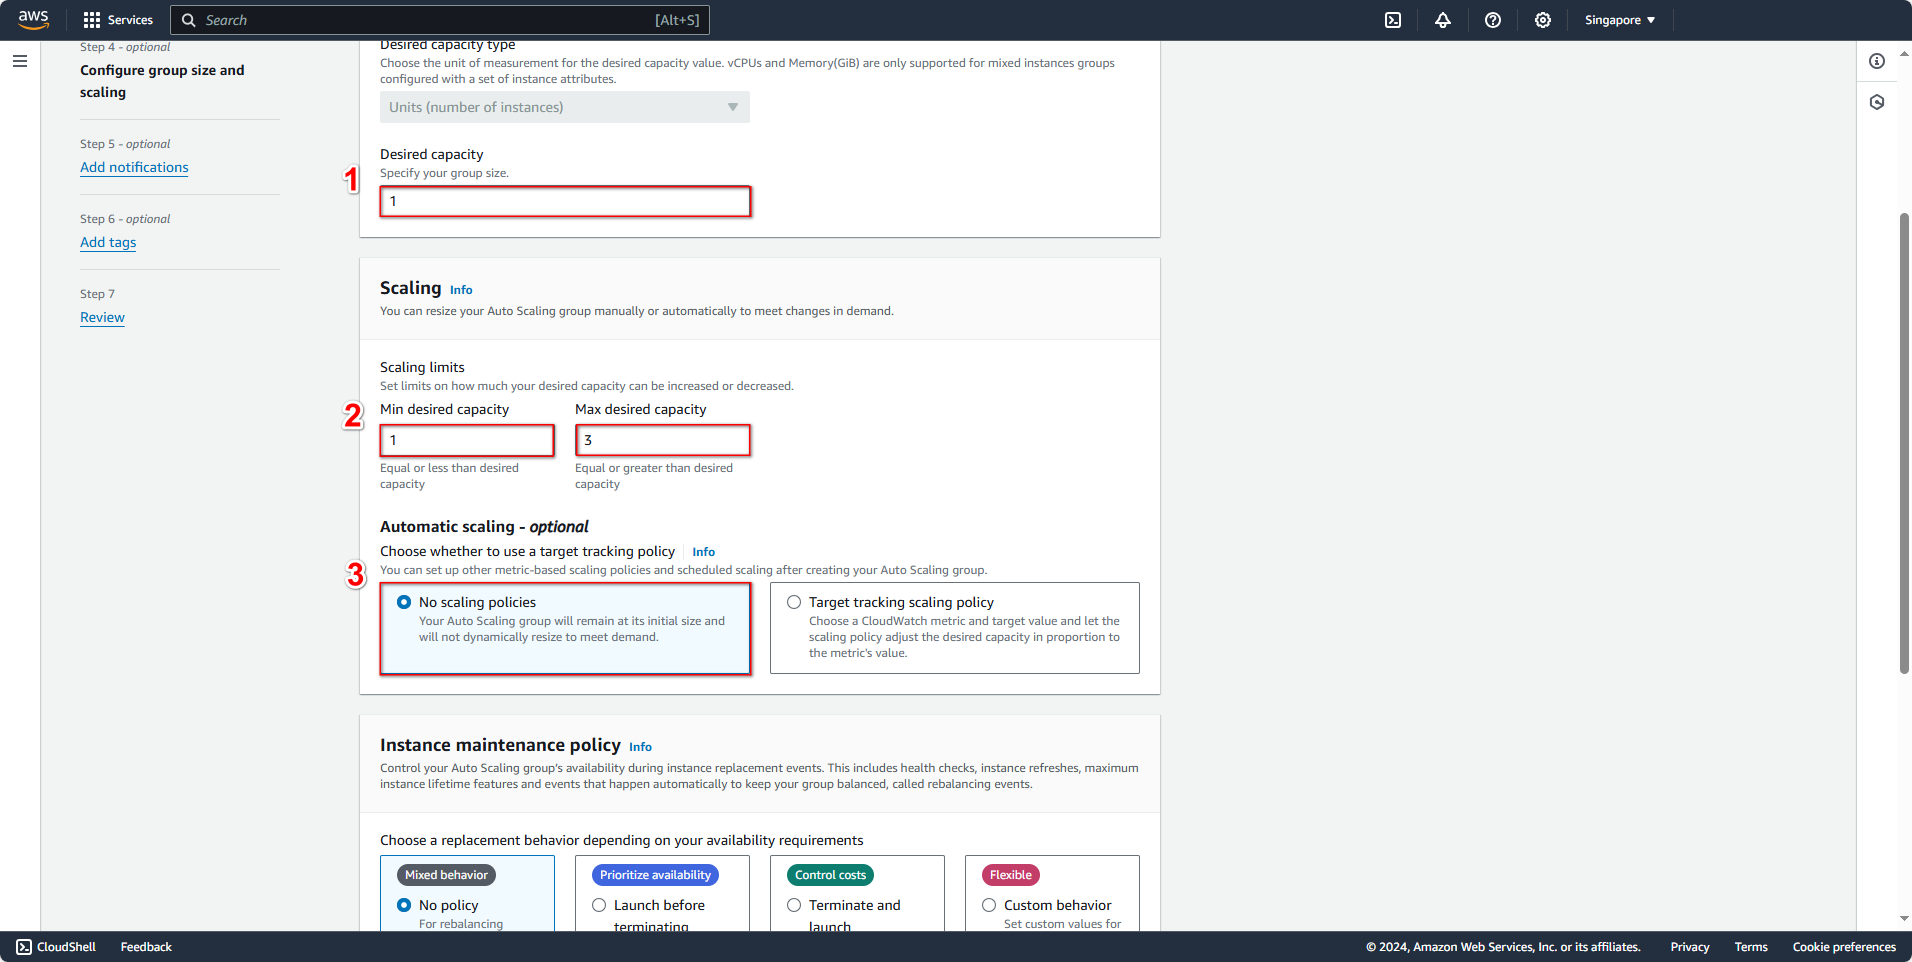 aws
Services
Search
[Alt+S]
Singapore
Step 4 - optional
Configure group size and
scaling
Step 5 - optional
Add notifications
Step 6 - optional
Add tags
Step 7
Review
Desired capacity type
Choose the unit of measurement for the desired capacity value. vCPUs and Memory(GiB) are only supported for mixed instances groups
configured with a set of instance attributes.
Units (number of instances)
Desired capacity
Specify your group size.
1
1
Scaling Info
You can resize your Auto Scaling group manually or automatically to meet changes in demand.
Scaling limits
Set limits on how much your desired capacity can be increased or decreased.
2
Min desired capacity
Max desired capacity
1
3
Equal or less than desired
capacity
Equal or greater than desired
capacity
Automatic scaling - optional
Choose whether to use a target tracking policy Info
You can set up other metric-based scaling policies and scheduled scaling after creating your Auto Scaling group.
3
No scaling policies
Your Auto Scaling group will remain at its initial size and
will not dynamically resize to meet demand.
Target tracking scaling policy
Choose a CloudWatch metric and target value and let the
scaling policy adjust the desired capacity in proportion to
the metric's value.
Instance maintenance policy Info
Control your Auto Scaling group's availability during instance replacement events. This includes health checks, instance refreshes, maximum
instance lifetime features and events that happen automatically to keep your group balanced, called rebalancing events.
Choose a replacement behavior depending on your availability requirements
Mixed behavior
No policy
For rebalancing
Prioritize availability
Launch before
terminating
Control costs
Terminate and
launch
Flexible
Custom behavior
Set custom values for
CloudShell
Feedback
© 2024, Amazon Web Services, Inc. or its affiliates.
Privacy
Terms
Cookie preferences